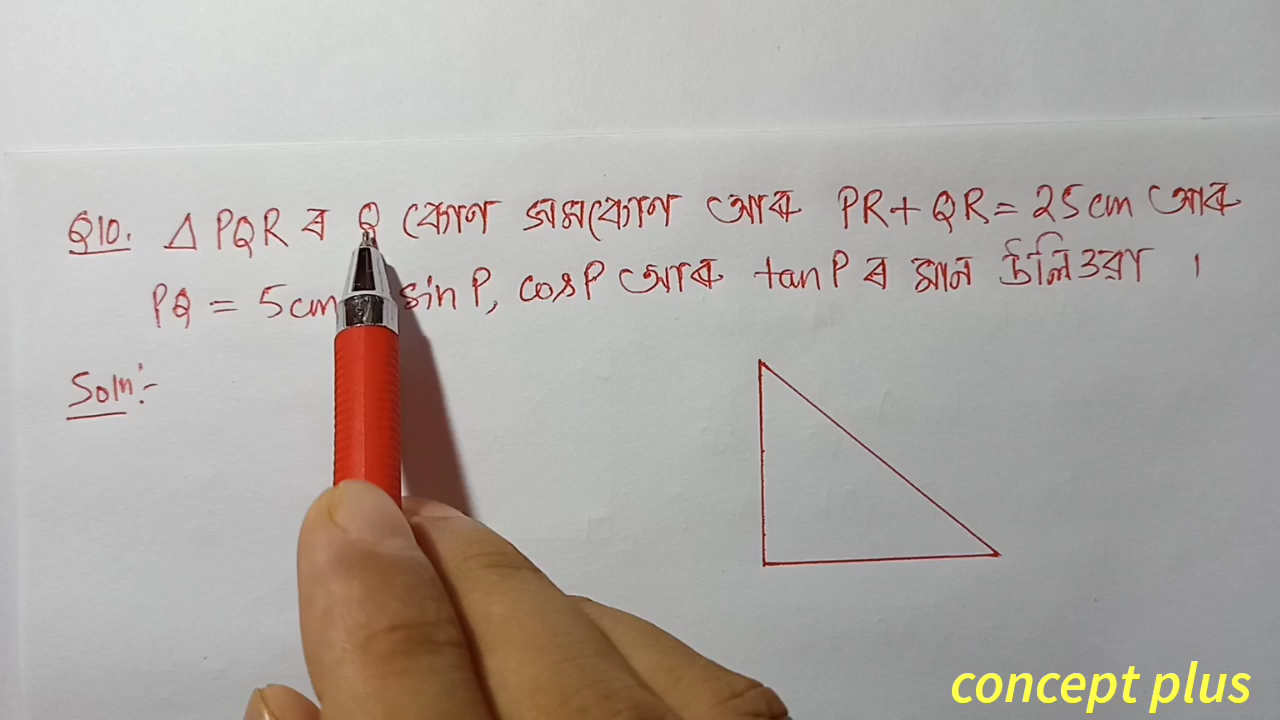 Q10. Δ PQR ৰ Q কোণ সমকোণ আৰু PR + QR = 25 cm আৰু
PQ = 5 cm sin P, cos P আৰু tan P ৰ মান উলিওৱা ।
Soln:-
concept plus